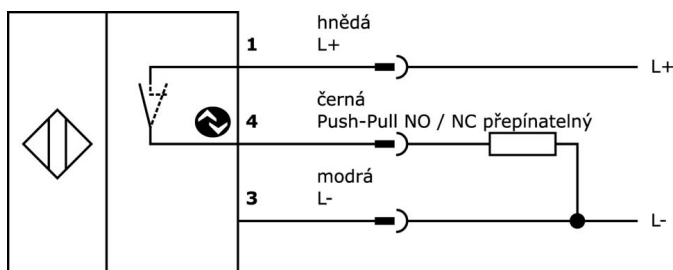 hnědá
1 L+
L+
černá
4 Push-Pull NO / NC přepínatelný
modrá
3 L-
L-